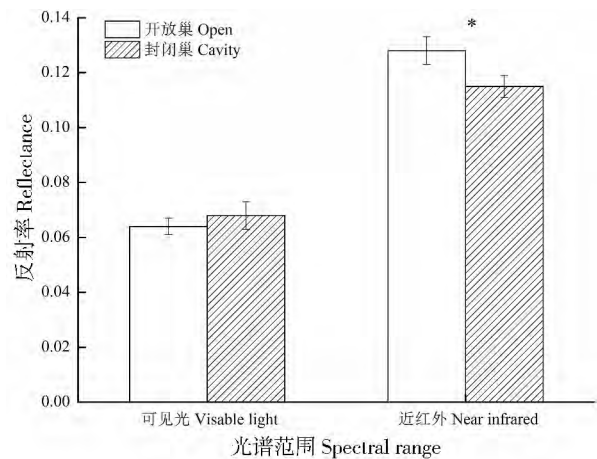 0.14
0.12
0.10
0.08
0.06
0.04
0.02
0.00
反射率 Reflectance
开放巢 Open
封闭巢 Cavity
*
可见光 Visable light
近红外 Near infrared
光谱范围 Spectral range